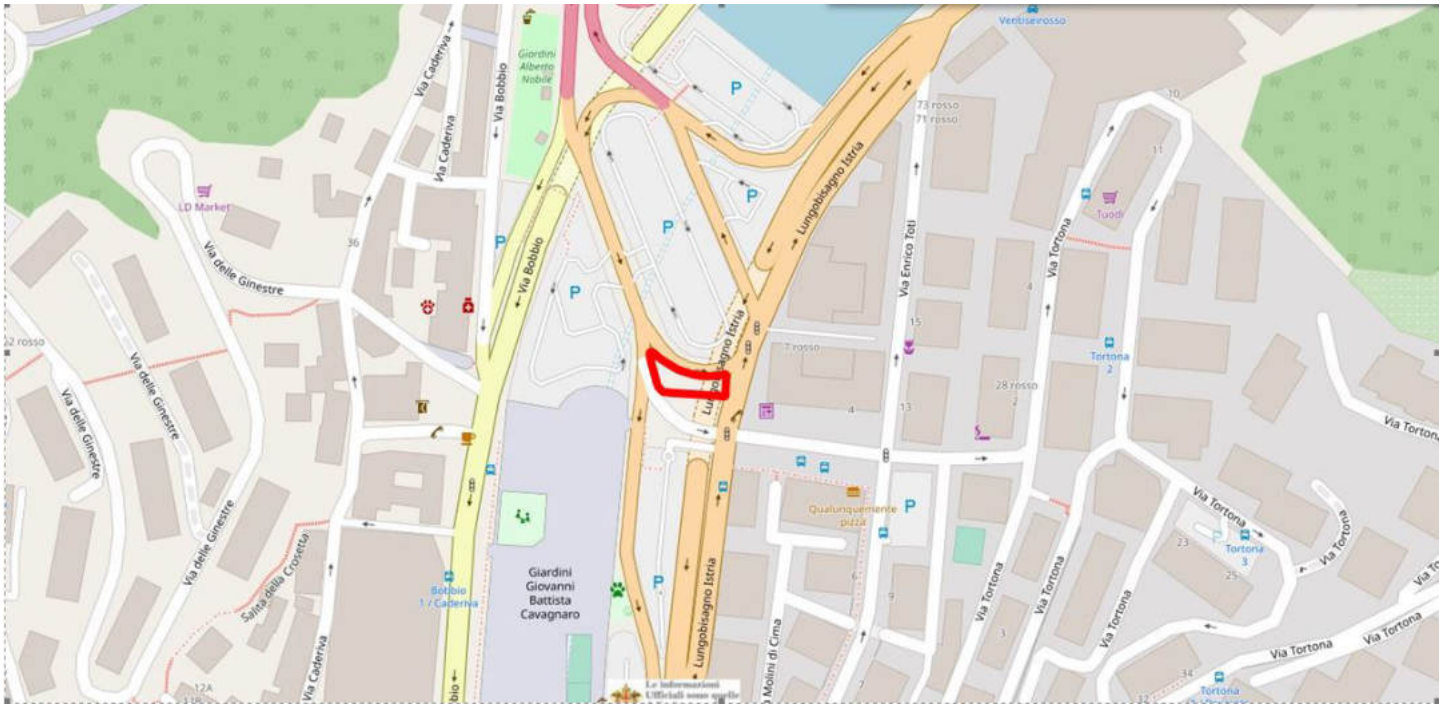 Ventiseirosso
Giardini
Alberto
Nobile
Via Caderiva
Via Bobbio
P
73 rosso
71 rosso
10
11
Via Caderiva
Lungobisagno Istria
LD Market
P
Tuodì
36
P
P
Via Bobbio
Via Enrico Toti
Via Tortona
Via delle Ginestre
P
4
15
52 rosso
Lungobisagno Istria
7 rosso
Tortona
2
28 rosso
2
Via delle Ginestre
Via delle Ginestre
4
13
Via Tortona
Qualunquemente
pizza
P
Via Tortona
Via delle Ginestre
Salita della Crosetta
23
Tortona
3
Via Tortona
25
Bobbio
1 / Caderiva
Giardini
Giovanni
Battista
Cavagnaro
P
6
9
Via Tortona
Via Tortona
Via Tortona
Lungobisagno Istria
3
Via Tortona
Via Tortona
Via Caderiva
Molini di Cima
34
12A
7
32
Tortona
Le informazioni
Ufficiali sono quelle